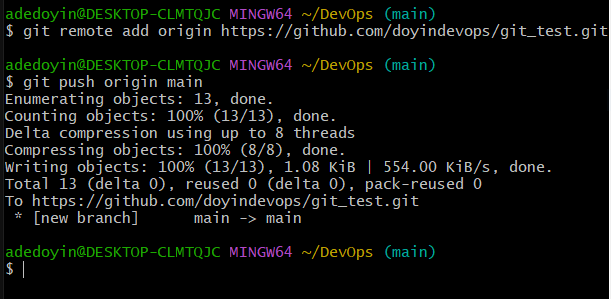 adedoyin@DESKTOP-CLMTQJC MINGW64 ~/DevOps (main)
$ git remote add origin https://github.com/doyindevops/git_test.git
adedoyin@DESKTOP-CLMTQJC MINGW64 ~/DevOps (main)
$ git push origin main
Enumerating objects: 13, done.
Counting objects: 100% (13/13), done.
Delta compression using up to 8 threads
Compressing objects: 100% (8/8), done.
Writing objects: 100% (13/13), 1.08 KiB | 554.00 KiB/s, done.
Total 13 (delta 0), reused 0 (delta 0), pack-reused 0
To https://github.com/doyindevops/git_test.git
 * [new branch]      main -> main
adedoyin@DESKTOP-CLMTQJC MINGW64 ~/DevOps (main)
$